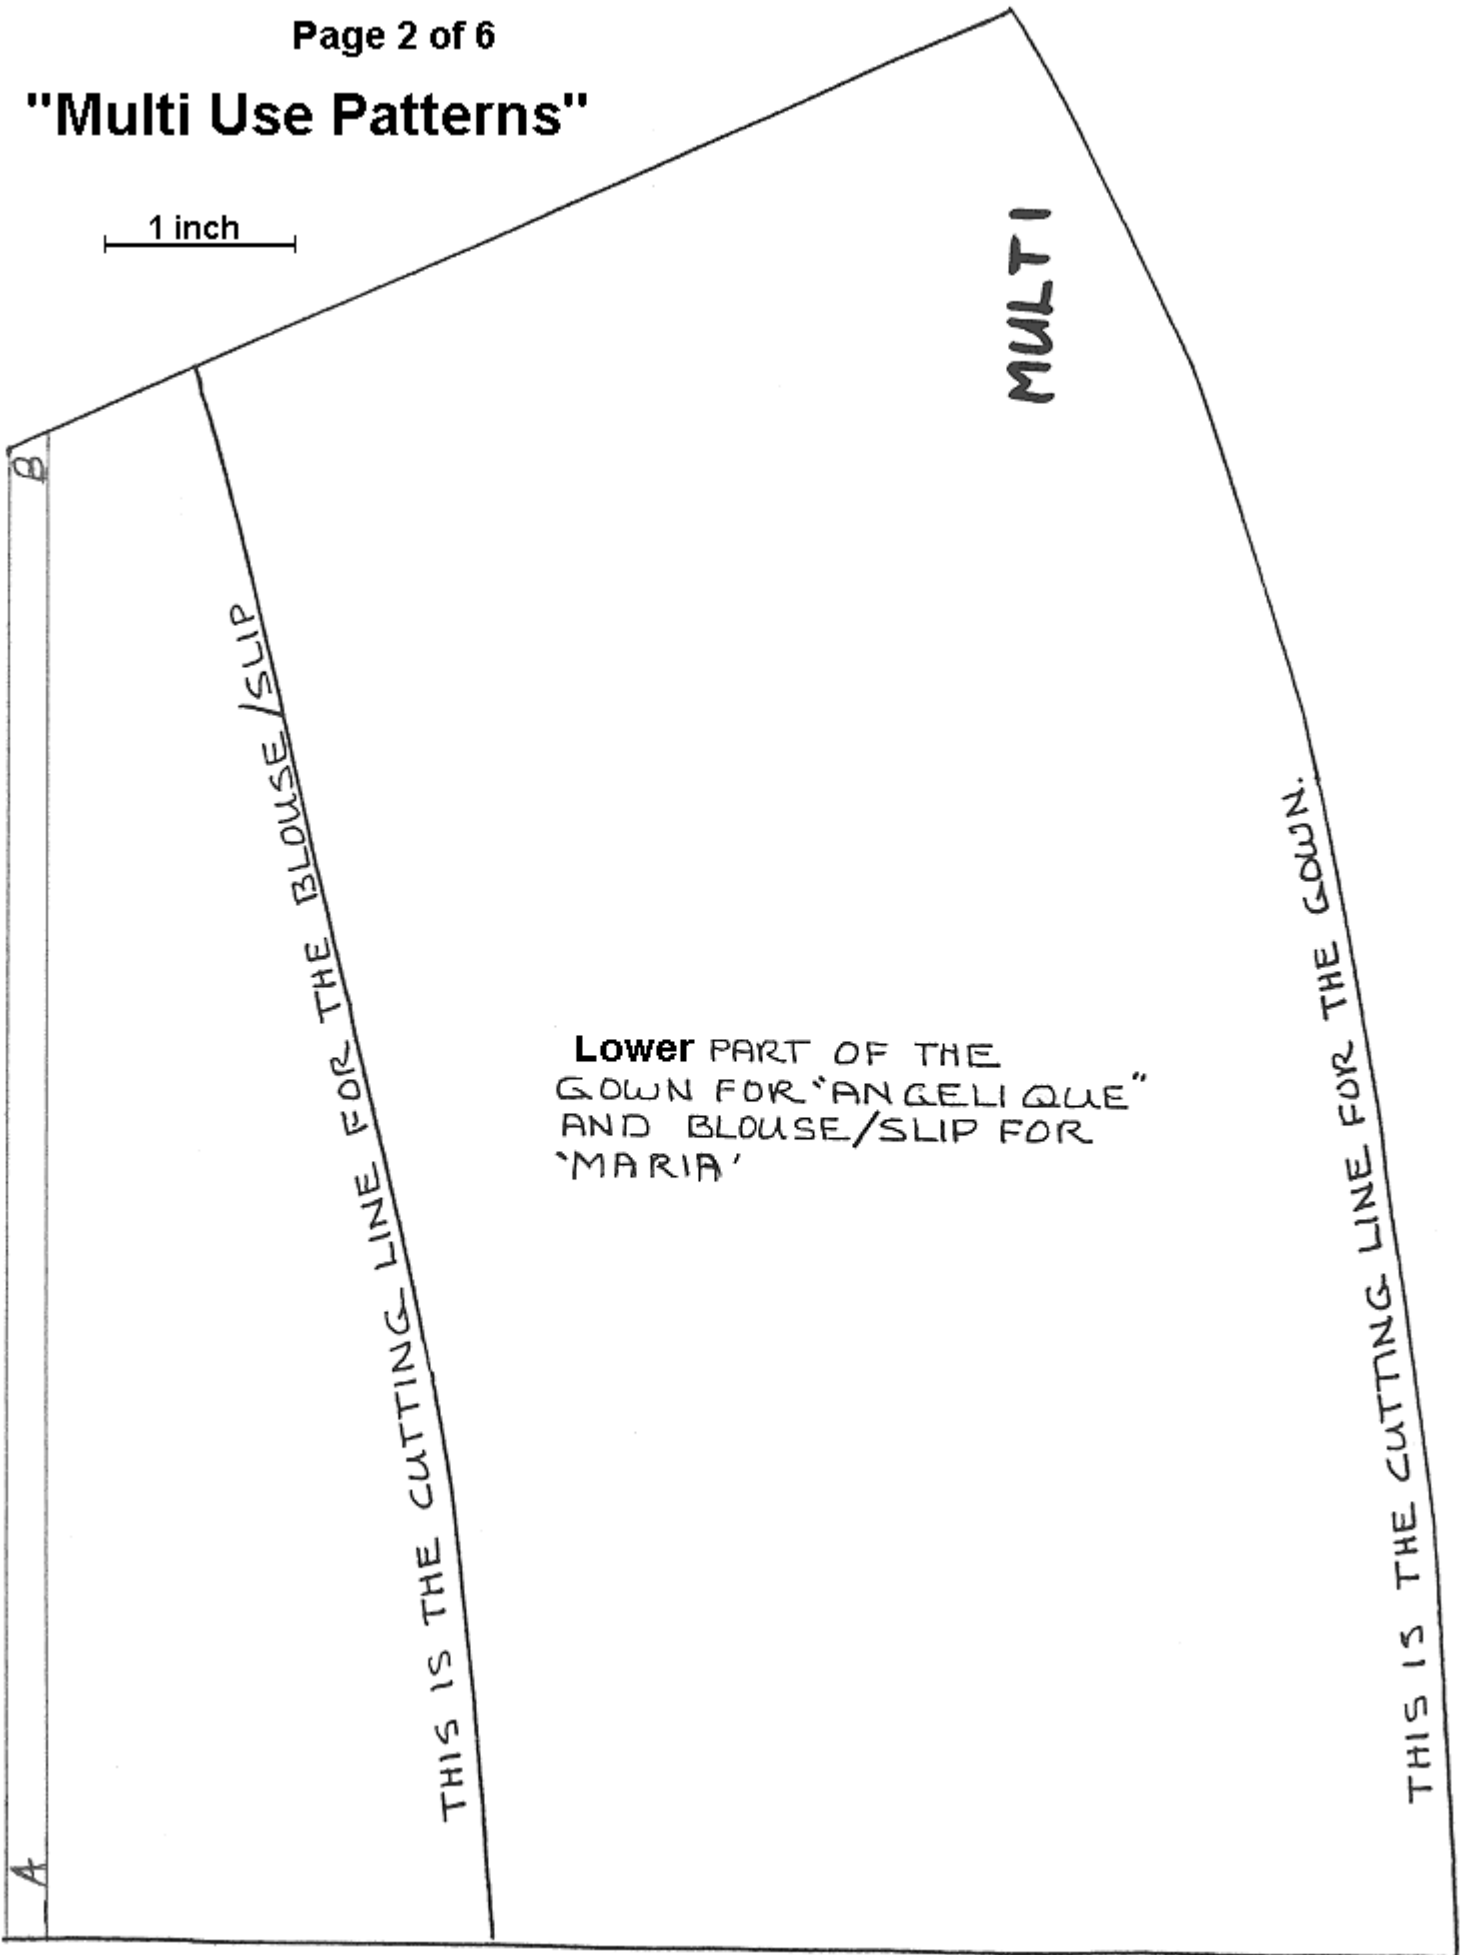 Page 2 of 6
"Multi Use Patterns"
1 inch
MULTI
B
THIS IS THE CUTTING LINE FOR THE BLOUSE/SLIP
THIS IS THE CUTTING LINE FOR THE GOWN.
Lower PART OF THE
GOWN FOR "ANGELIQUE"
AND BLOUSE/SLIP FOR
'MARIA'
A